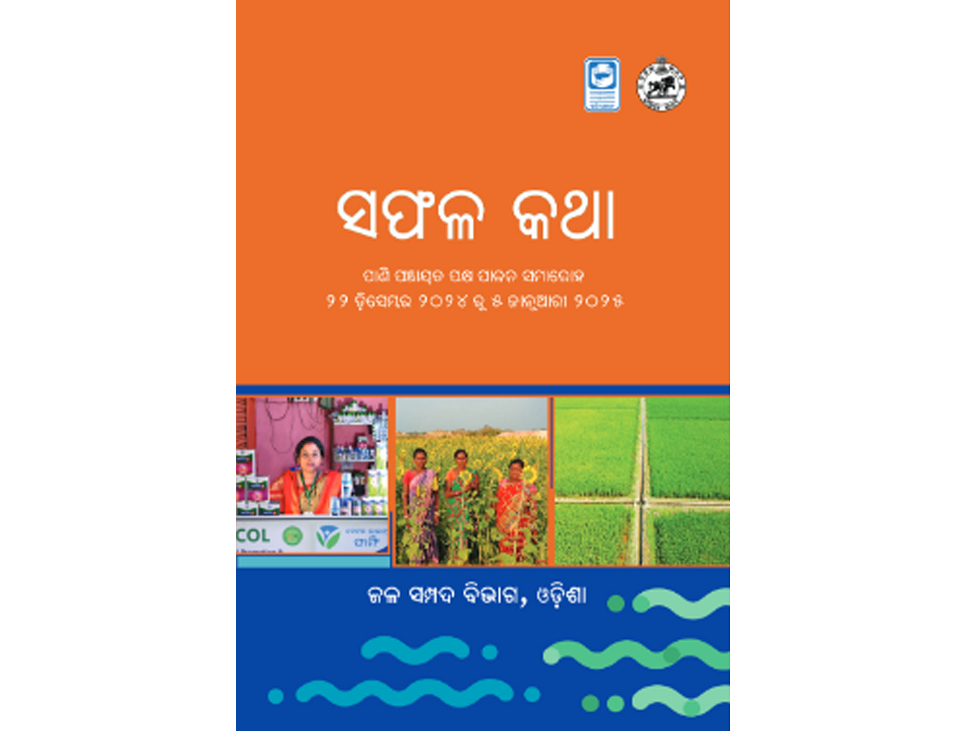 ସଫଳ କଥା
ପାଣି ପଞ୍ଚାୟତ ପକ୍ଷ ପାଳନ ସମାରୋହ
୨୨ ଡ଼ିସେମ୍ବର ୨୦୨୪ ରୁ ୫ ଜାନୁଆରୀ ୨୦୨୫
COL
ଜଳ ସମ୍ପଦ ବିଭାଗ, ଓଡ଼ିଶା